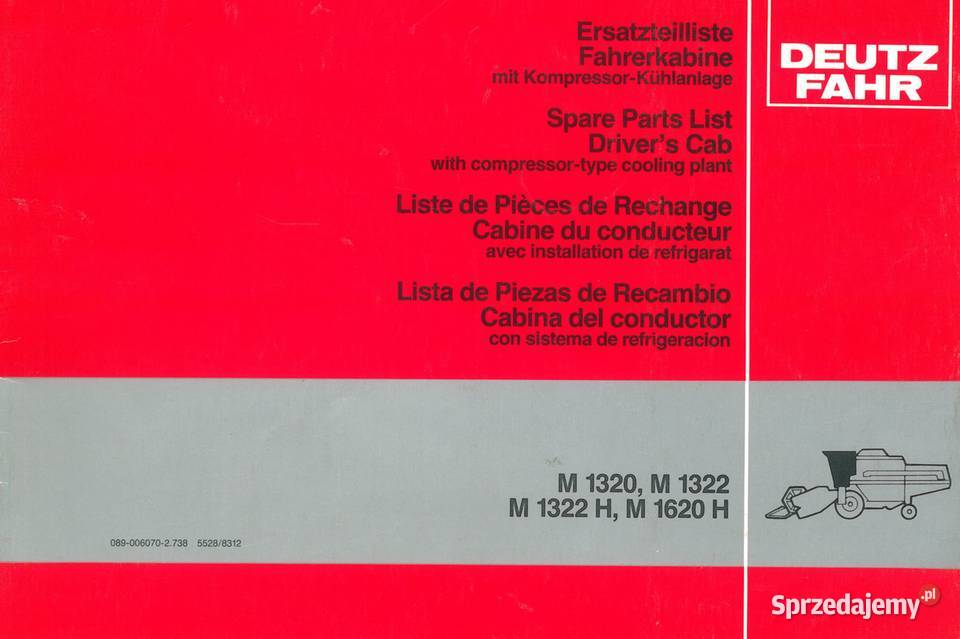 Ersatzteilliste
Fahrerkabine
mit Kompressor-Kühlanlage
Spare Parts List
Driver's Cab
with compressor-type cooling plant
Liste de Pièces de Rechange
Cabine du conducteur
avec installation de refrigarat
Lista de Piezas de Recambio
Cabina del conductor
con sistema de refrigeracion
DEUTZ
FAHR
M 1320, M 1322
M 1322 H, M 1620 H
089-006070-2.738 5528/8312
Sprzedajemy.pl